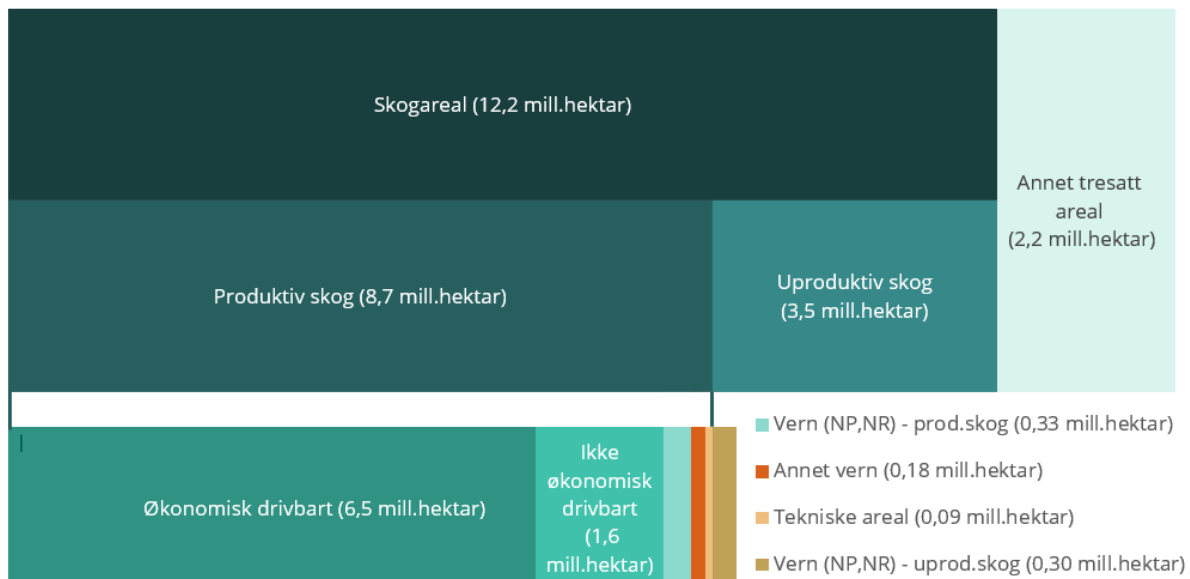 Skogareal (12,2 mill.hektar)
Annet tresatt
areal
(2,2 mill.hektar)
Produktiv skog (8,7 mill.hektar)
Uproduktiv skog
(3,5 mill.hektar)
Økonomisk drivbart (6,5 mill.hektar)
Ikke
økonomisk
drivbart
(1,6
mill.hektar)
Vern (NP,NR) - prod.skog (0,33 mill.hektar)
Annet vern (0,18 mill.hektar)
Tekniske areal (0,09 mill.hektar)
Vern (NP,NR) - uprod.skog (0,30 mill.hektar)